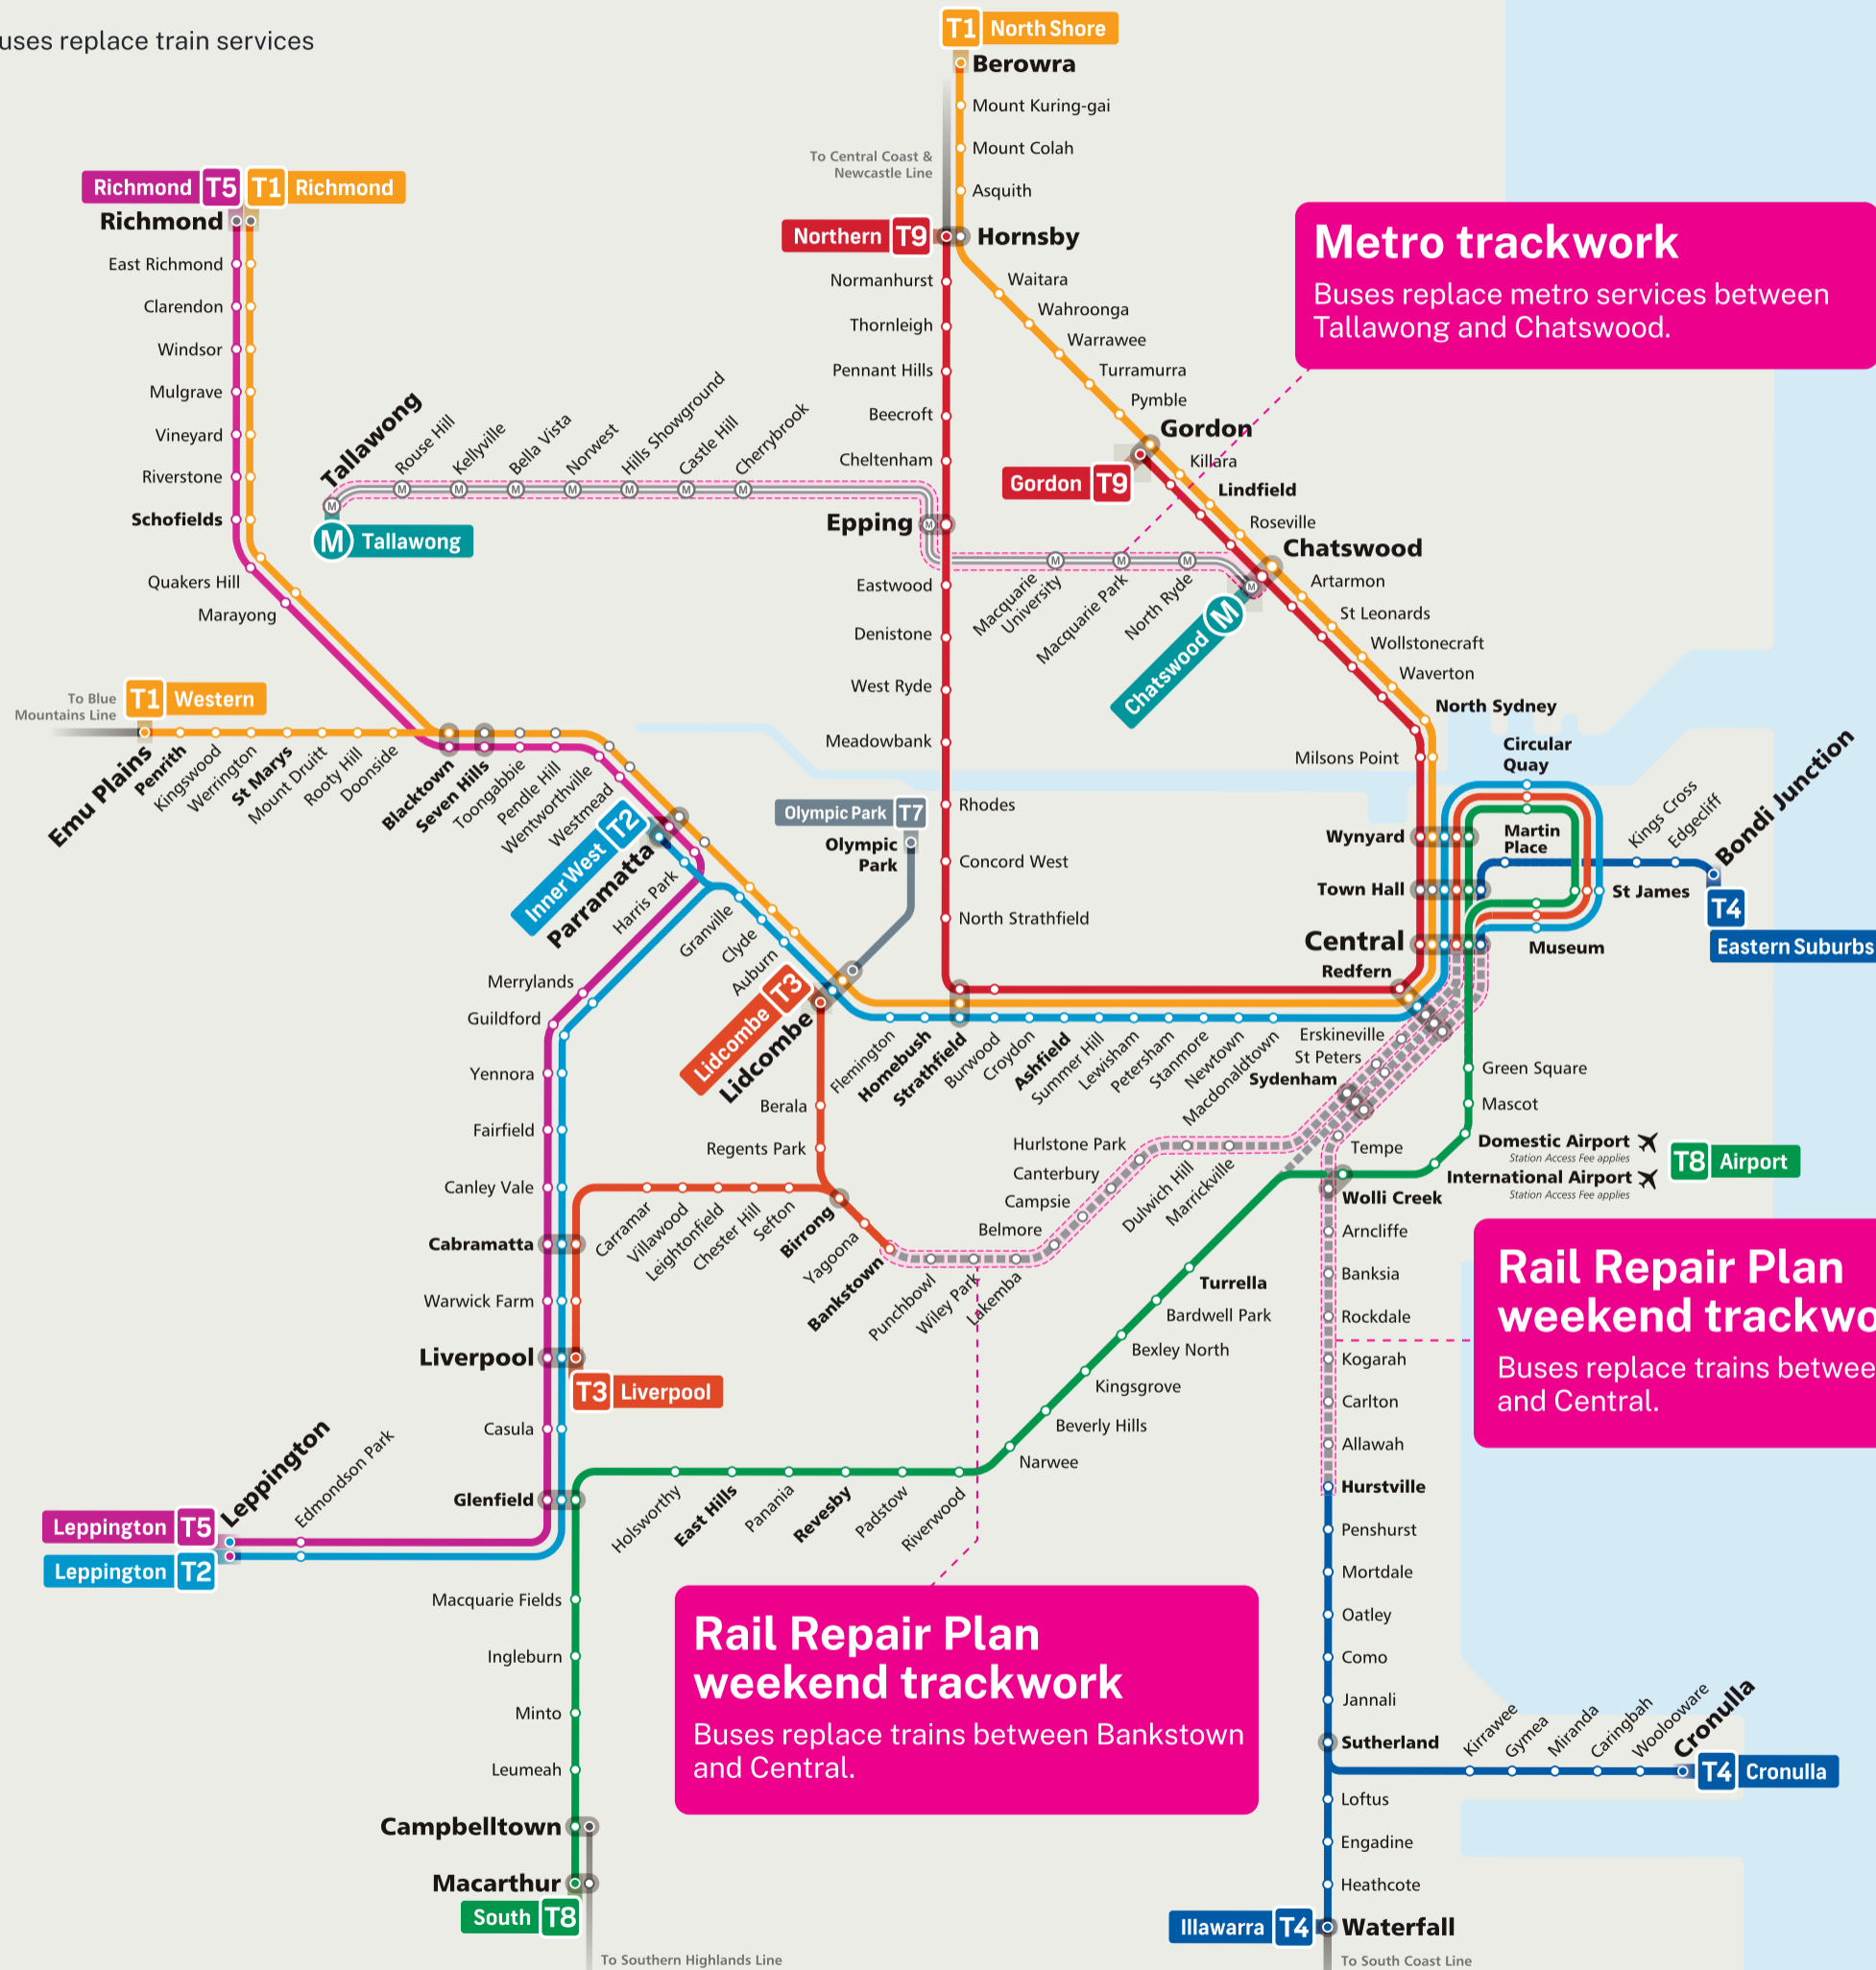 uses replace train services
T1 North Shore
Berowra
Mount Kuring-gai
Mount Colah
Asquith
To Central Coast &
Newcastle Line
Northern T9
Hornsby
Richmond T5
T1 Richmond
Richmond
East Richmond
Clarendon
Windsor
Mulgrave
Vineyard
Riverstone
Schofields
Quakers Hill
Marayong
Metro trackwork
Buses replace metro services between
Tallawong and Chatswood.
Normanhurst
Thornleigh
Pennant Hills
Beecroft
Cheltenham
Epping
Eastwood
Denistone
West Ryde
Meadowbank
Rhodes
Concord West
North Strathfield
Waitara
Wahroonga
Warrawee
Turramurra
Pymble
Gordon
Gordon T9
Killara
Lindfield
Roseville
Chatswood
Artarmon
St Leonards
Wollstonecraft
Waverton
North Sydney
Milsons Point
Tallawong
M Tallawong
Rouse Hill
Kellyville
Bella Vista
Norwest
Hills Showground
Castle Hill
Cherrybrook
Macquarie
University
Macquarie Park
North Ryde
Chatswood M
To Blue
Mountains Line
T1 Western
Emu Plains
Penrith
Kingswood
Werrington
St Marys
Mount Druitt
Rooty Hill
Doonside
Blacktown
Seven Hills
Toongabbie
Pendle Hill
Wentworthville
Westmead
Inner West T2
Parramatta
Harris Park
Granville
Clyde
Auburn
Olympic Park T7
Olympic
Park
Lidcombe T3
Lidcombe
Flemington
Homebush
Strathfield
Burwood
Croydon
Ashfield
Summer Hill
Lewisham
Petersham
Stanmore
Newtown
Macdonaldtown
Circular
Quay
Wynyard
Martin
Place
Town Hall
St James
Central
Museum
Redfern
Kings Cross
Edgecliff
Bondi Junction
T4
Eastern Suburbs
Erskineville
St Peters
Sydenham
Green Square
Mascot
Domestic Airport
Station Access Fee applies
International Airport
Station Access Fee applies
T8 Airport
Tempe
Wolli Creek
Arncliffe
Banksia
Rockdale
Kogarah
Carlton
Allawah
Hurstville
Penshurst
Mortdale
Oatley
Como
Jannali
Sutherland
Loftus
Engadine
Heathcote
Illawarra T4
Waterfall
To South Coast Line
Kirrawee
Gymea
Miranda
Caringbah
Woolooware
Cronulla
T4 Cronulla
Rail Repair Plan
weekend trackwo
Buses replace trains betwee
and Central.
Merrylands
Guildford
Yennora
Fairfield
Canley Vale
Cabramatta
Warwick Farm
Liverpool
T3 Liverpool
Casula
Glenfield
Leppington
Edmondson Park
Leppington T5
Leppington T2
Berala
Regents Park
Carramar
Villawood
Leightonfield
Chester Hill
Sefton
Birrong
Yagoona
Bankstown
Punchbowl
Wiley Park
Lakemba
Belmore
Campsie
Canterbury
Hurlstone Park
Dulwich Hill
Marrickville
Turrella
Bardwell Park
Bexley North
Kingsgrove
Beverly Hills
Narwee
Riverwood
Padstow
Revesby
Panania
East Hills
Holsworthy
Rail Repair Plan
weekend trackwork
Buses replace trains between Bankstown
and Central.
Macquarie Fields
Ingleburn
Minto
Leumeah
Campbelltown
Macarthur
South T8
To Southern Highlands Line